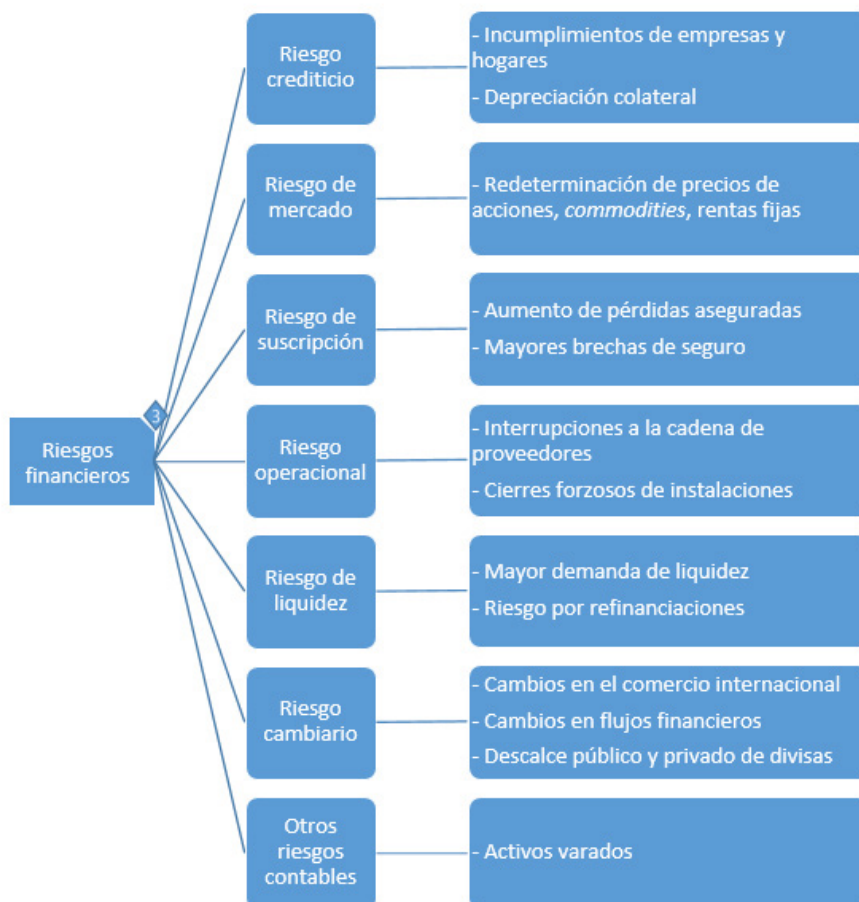 Riesgo
crediticio
- Incumplimientos de empresas y
hogares
- Depreciación colateral
Riesgo de
mercado
- Redeterminación de precios de
acciones, commodities, rentas fijas
Riesgo de
suscripción
- Aumento de pérdidas aseguradas
- Mayores brechas de seguro
3
Riesgos
financieros
Riesgo
operacional
- Interrupciones a la cadena de
proveedores
- Cierres forzosos de instalaciones
Riesgo de
liquidez
- Mayor demanda de liquidez
- Riesgo por refinanciaciones
Riesgo
cambiario
- Cambios en el comercio internacional
- Cambios en flujos financieros
- Descalce público y privado de divisas
Otros
riesgos
contables
- Activos varados